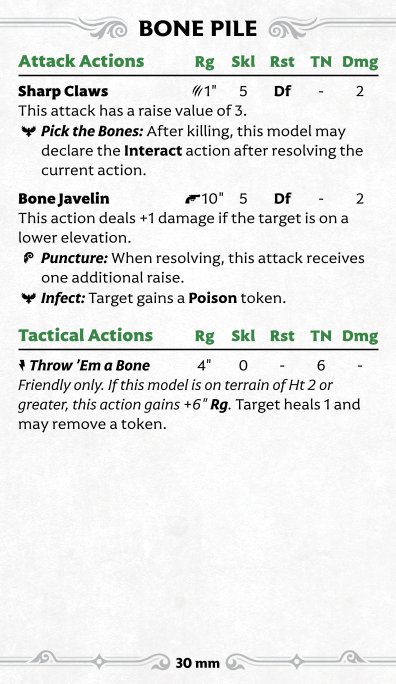 BONE PILE
Attack Actions Rg Skl Rst TN Dmg
Sharp Claws 1" 5 Df - 2
This attack has a raise value of 3.
Pick the Bones: After killing, this model may
declare the Interact action after resolving the
current action.
Bone Javelin 10" 5 Df - 2
This action deals +1 damage if the target is on a
lower elevation.
Puncture: When resolving, this attack receives
one additional raise.
Infect: Target gains a Poison token.
Tactical Actions Rg Skl Rst TN Dmg
Throw ’Em a Bone 4" 0 - 6 -
Friendly only. If this model is on terrain of Ht 2 or
greater, this action gains +6" Rg. Target heals 1 and
may remove a token.
30 mm